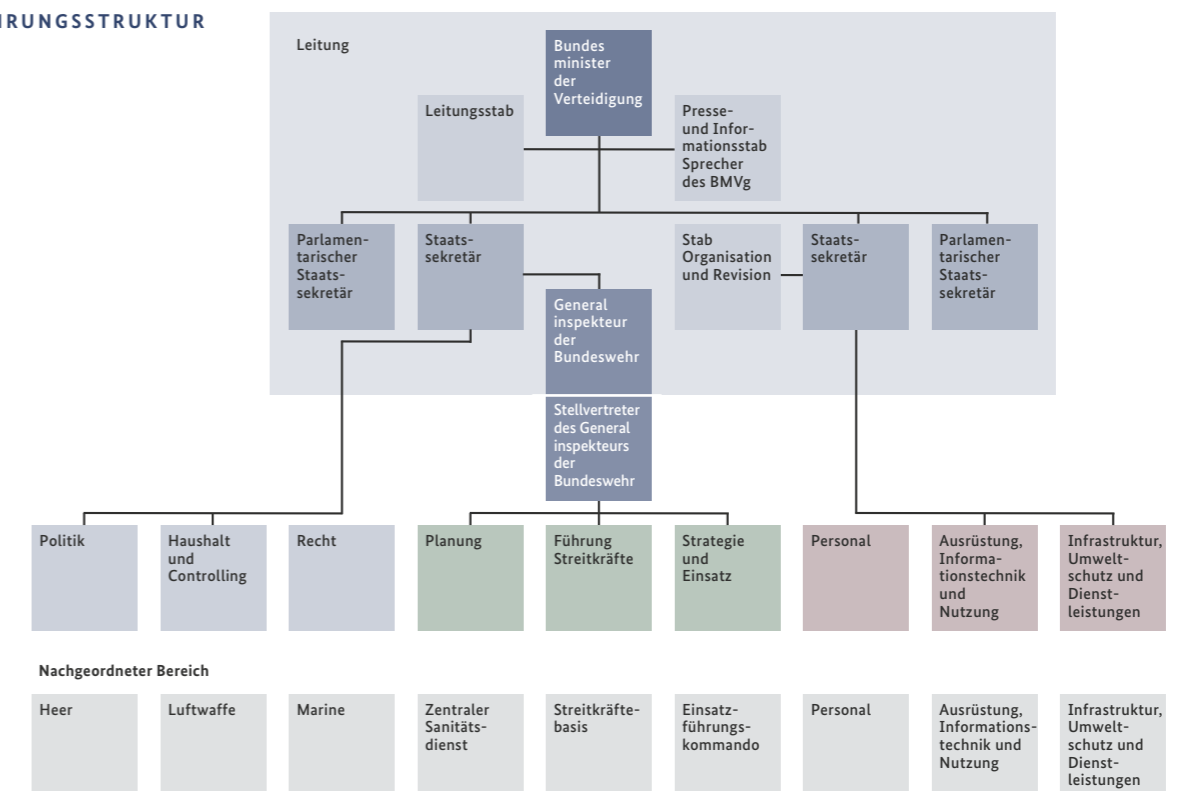 HRUNGSSTRUKTUR
Leitung
Bundes
minister
der
Verteidigung
Leitungsstab
Presse-
und Infor-
mationsstab
Sprecher
des BMVg
Parlamen-
tarischer
Staats-
sekretär
Staats-
sekretär
General
inspekteur
der
Bundeswehr
Stab
Organisation
und Revision
Staats-
sekretär
Parlamen-
tarischer
Staats-
sekretär
Stellvertreter
des General
inspekteurs
der
Bundeswehr
Politik
Haushalt
und
Controlling
Recht
Planung
Führung
Streitkräfte
Strategie
und
Einsatz
Personal
Ausrüstung,
Informa-
tionstechnik
und
Nutzung
Infrastruktur,
Umwelt-
schutz und
Dienst-
leistungen
Nachgeordneter Bereich
Heer
Luftwaffe
Marine
Zentraler
Sanitäts-
dienst
Streitkräfte-
basis
Einsatz-
führungs-
kommando
Personal
Ausrüstung,
Informations-
technik und
Nutzung
Infrastruktur,
Umwelt-
schutz und
Dienst-
leistungen